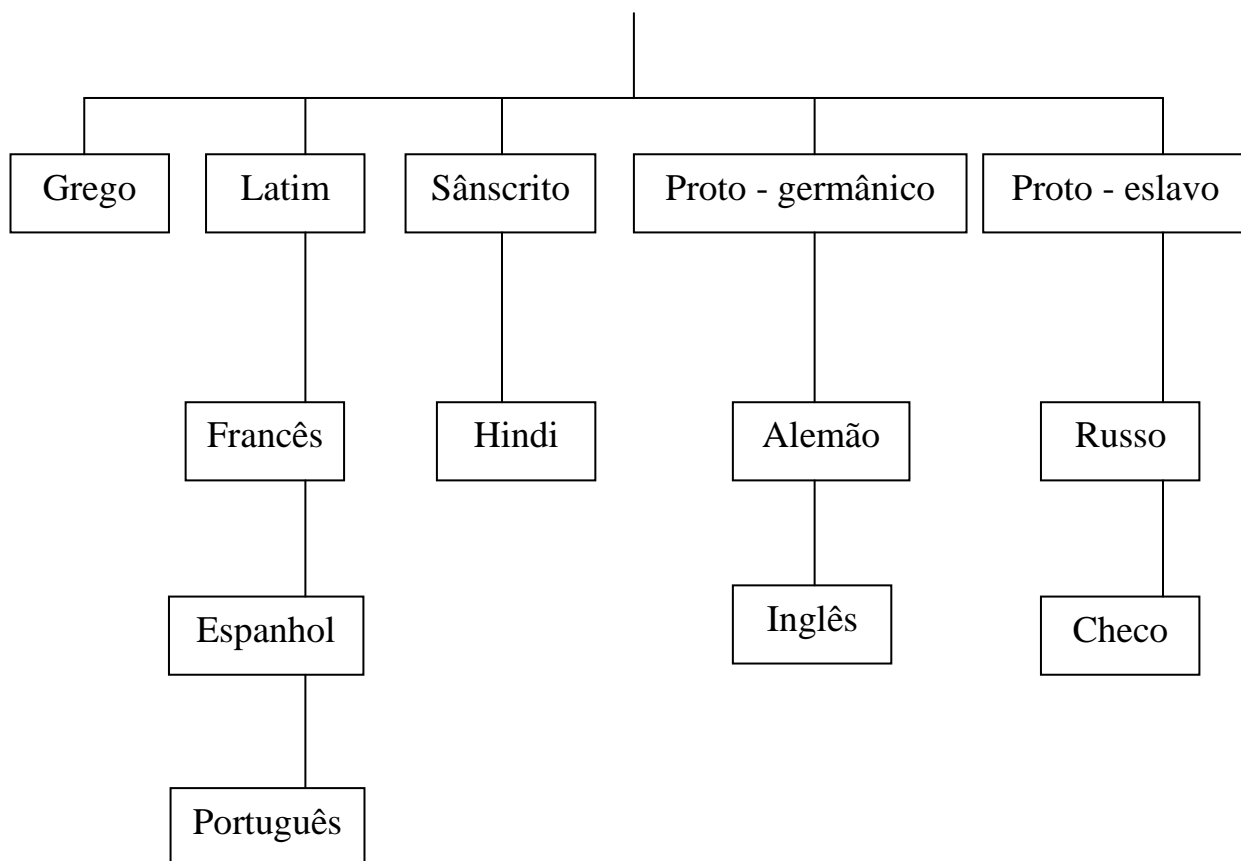 Grego
Latim
Sânscrito
Proto - germânico
Proto - eslavo
Francês
Hindi
Alemão
Russo
Espanhol
Inglês
Checo
Português